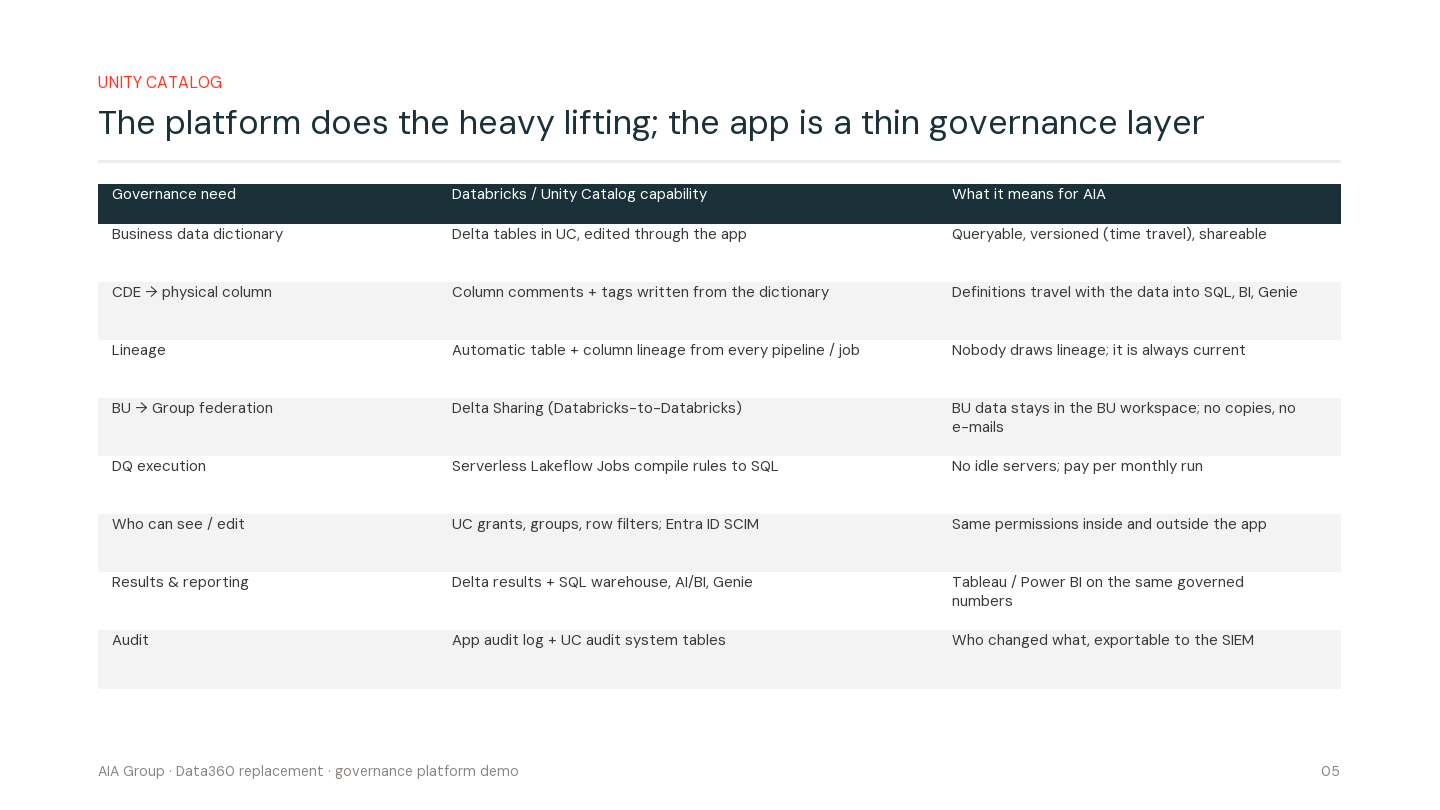 UNITY CATALOG
The platform does the heavy lifting; the app is a thin governance layer
Governance need
Databricks / Unity Catalog capability
What it means for AIA
Business data dictionary
Delta tables in UC, edited through the app
Queryable, versioned (time travel), shareable
CDE → physical column
Column comments + tags written from the dictionary
Definitions travel with the data into SQL, BI, Genie
Lineage
Automatic table + column lineage from every pipeline / job
Nobody draws lineage; it is always current
BU → Group federation
Delta Sharing (Databricks-to-Databricks)
BU data stays in the BU workspace; no copies, no
e-mails
DQ execution
Serverless Lakeflow Jobs compile rules to SQL
No idle servers; pay per monthly run
Who can see / edit
UC grants, groups, row filters; Entra ID SCIM
Same permissions inside and outside the app
Results & reporting
Delta results + SQL warehouse, AI/BI, Genie
Tableau / Power BI on the same governed
numbers
Audit
App audit log + UC audit system tables
Who changed what, exportable to the SIEM
AIA Group · Data360 replacement · governance platform demo
05